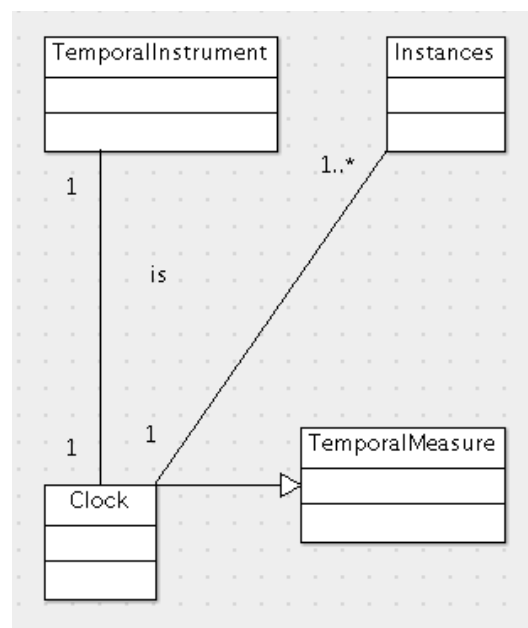 TemporalInstrument
Instances
1..*
1
is
1
1
TemporalMeasure
Clock